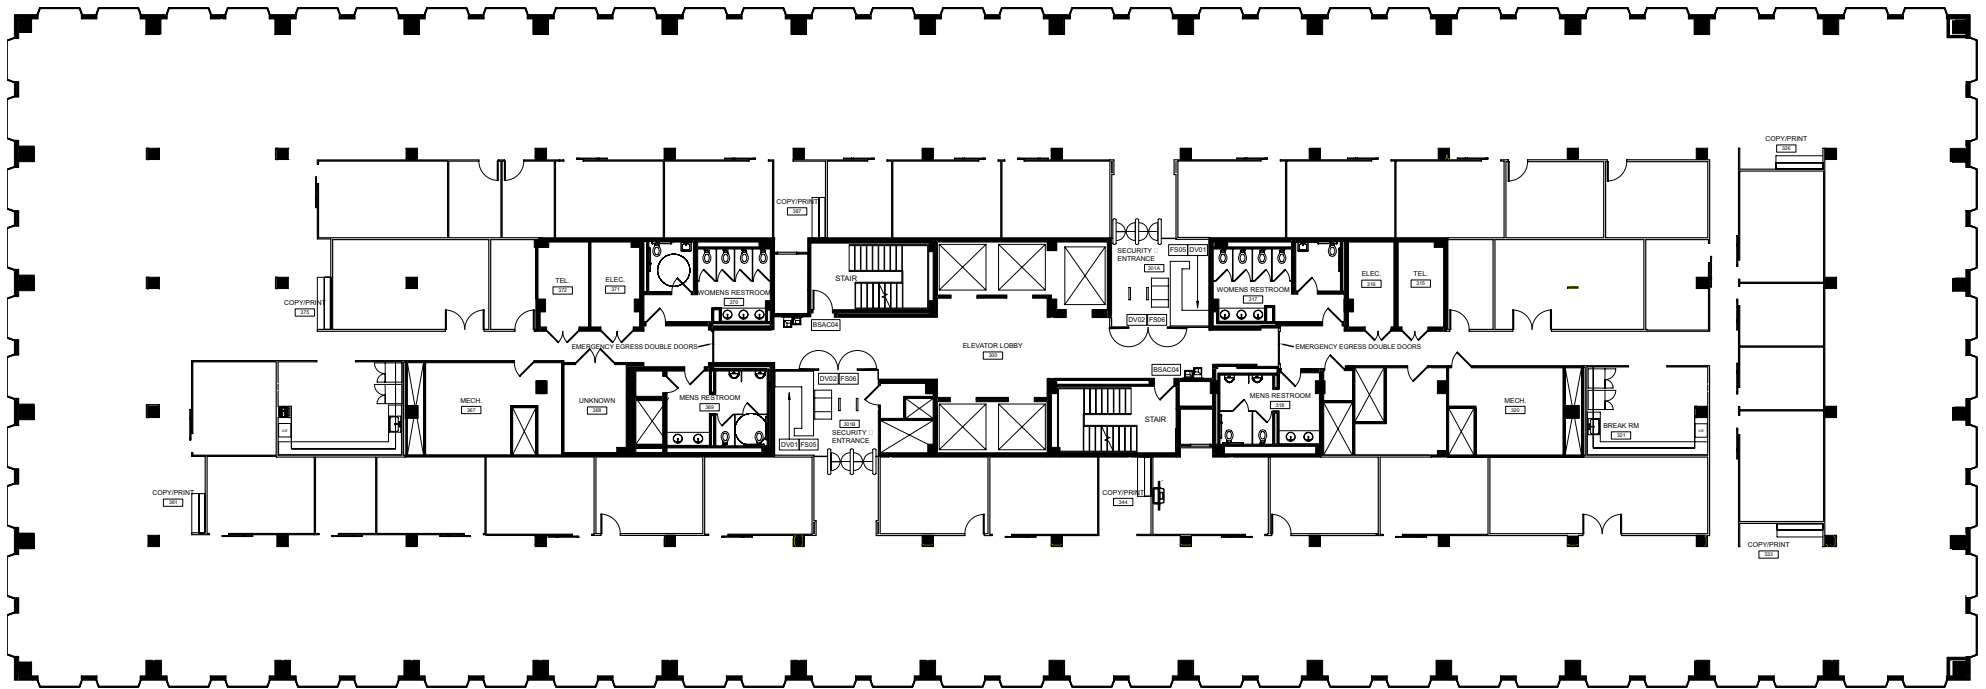 COPY/PRINT
328
COPY/PRINT
387
SECURITY
ENTRANCE
301A
FS05 DV01
STAIR
TEL.
372
ELEC.
371
WOMENS RESTROOM
370
WOMENS RESTROOM
317
ELEC.
316
TEL.
315
COPY/PRINT
375
BSAC04
DV02 FS06
EMERGENCY EGRESS DOUBLE DOORS
ELEVATOR LOBBY
300
EMERGENCY EGRESS DOUBLE DOORS
BSAC04
DV02 FS06
MECH.
367
UNKNOWN
368
MENS RESTROOM
369
301B
SECURITY
ENTRANCE
DV01 FS05
STAIR
MENS RESTROOM
318
MECH.
320
BREAK RM
321
COPY/PRINT
361
COPY/PRINT
344
COPY/PRINT
333